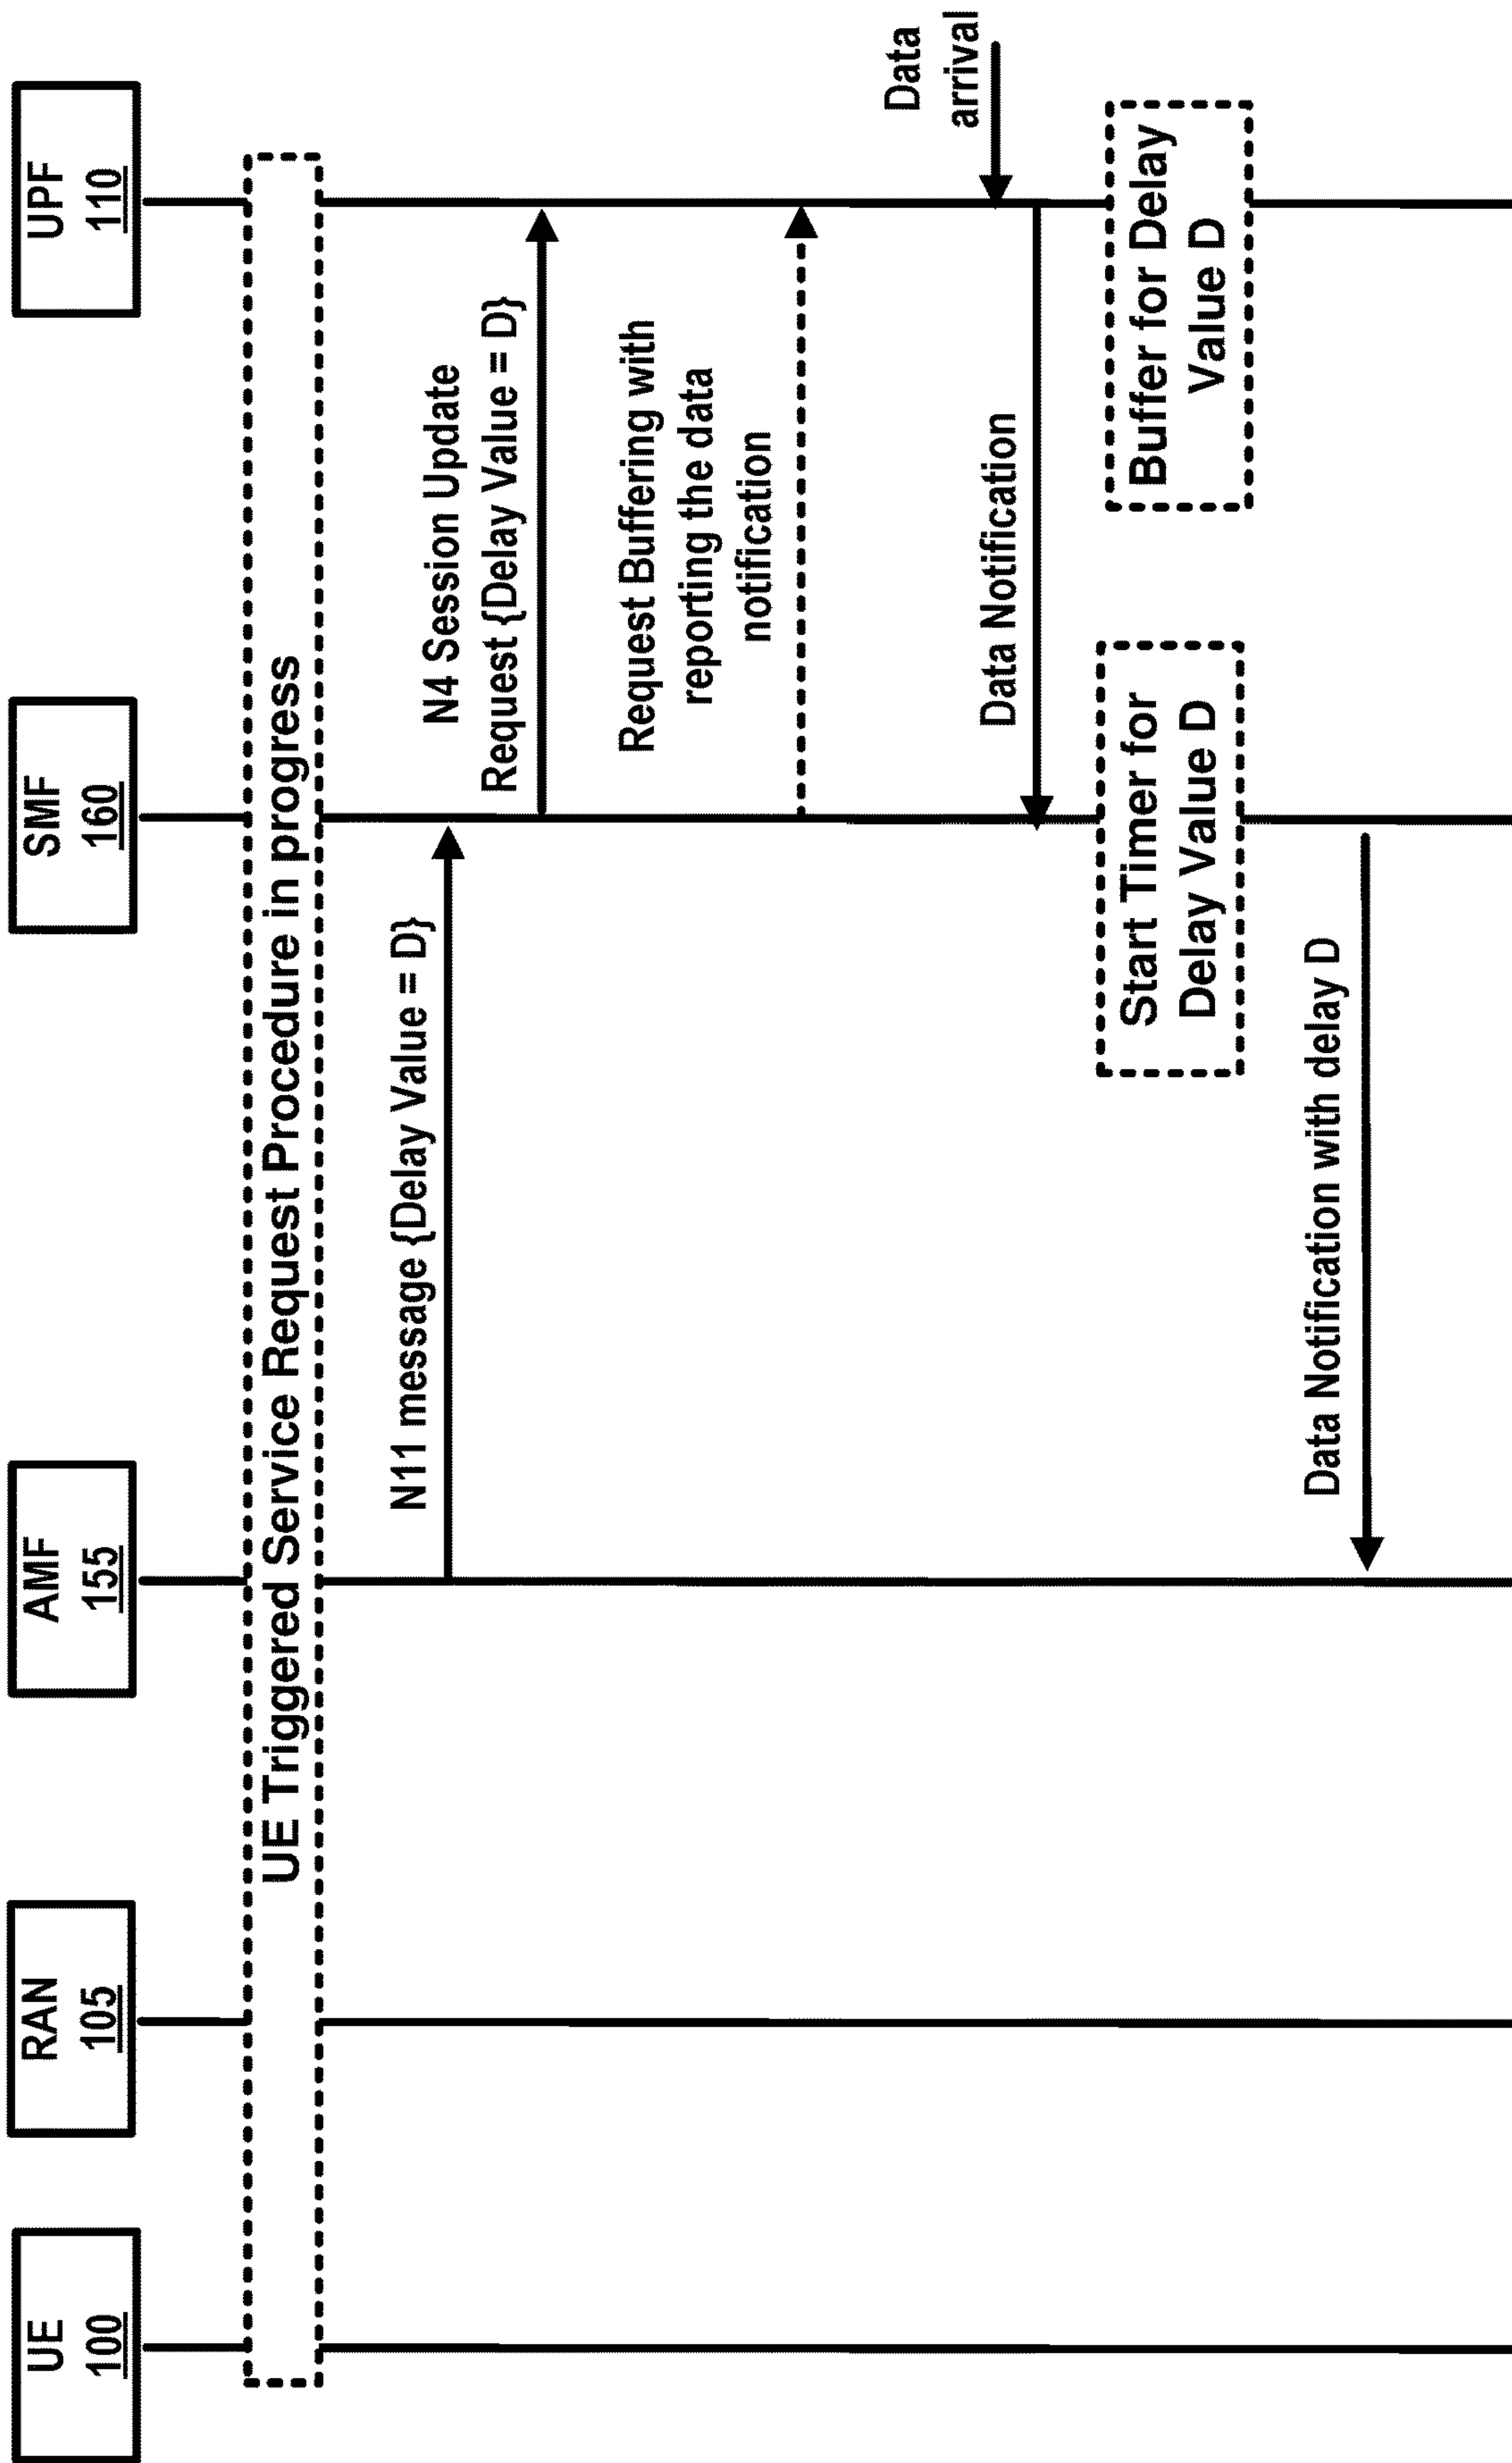 UE
100
RAN
105
AMF
155
SMF
160
UPF
110
UE Triggered Service Request Procedure in progress
N11 message {Delay Value = D}
N4 Session Update
Request {Delay Value = D}
Request Buffering with
reporting the data
notification
Data
arrival
Data Notification
Start Timer for
Delay Value D
Buffer for Delay
Value D
Data Notification with delay D